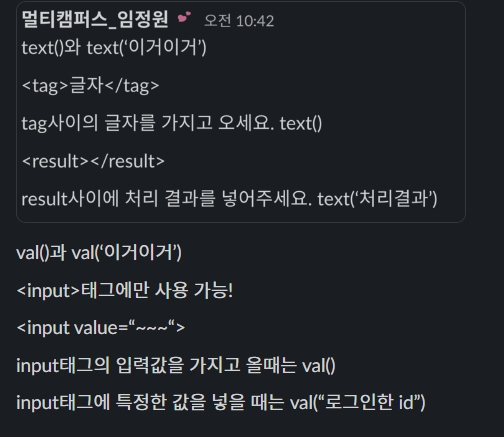 멀티캠퍼스_임정원 💕 오전 10:42
text()와 text(‘이거이거’)
<tag>글자</tag>
tag사이의 글자를 가지고 오세요. text()
<result></result>
result사이에 처리 결과를 넣어주세요. text(‘처리결과’)
val()과 val(‘이거이거’)
<input>태그에만 사용 가능!
<input value=“~~~“>
input태그의 입력값을 가지고 올때는 val()
input태그에 특정한 값을 넣을 때는 val(“로그인한 id”)